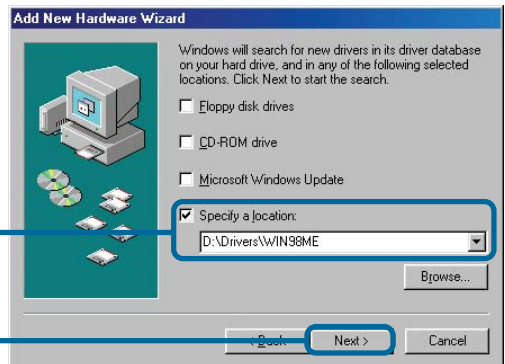 Add New Hardware Wizard
Windows will search for new drivers in its driver database
on your hard drive, and in any of the following selected
locations. Click Next to start the search.
Floppy disk drives
CD-ROM drive
Microsoft Windows Update
Specify a location:
D:\Drivers\WIN98ME
Browse...
< Back
Next >
Cancel